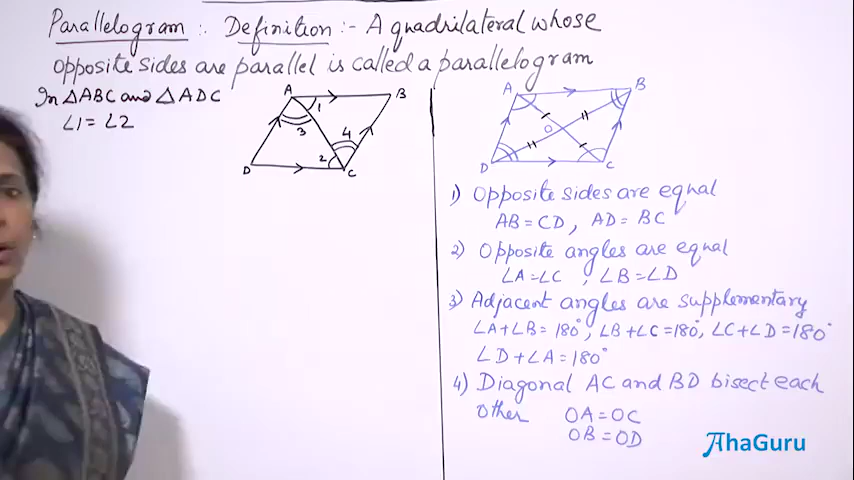 Parallelogram :. Definition :- A quadrilateral whose
opposite sides are parallel is called a parallelogram
In △ABC and △ADC
∠1 = ∠2
A
B
1
3
4
2
D
C
A
B
O
D
C
1) Opposite sides are equal
AB = CD , AD = BC
2) Opposite angles are equal
∠A = ∠C , ∠B = ∠D
3) Adjacent angles are supplementary
∠A + ∠B = 180°, ∠B + ∠C = 180°, ∠C + ∠D = 180°
∠D + ∠A = 180°
4) Diagonal AC and BD bisect each
other OA = OC
OB = OD
AhaGuru